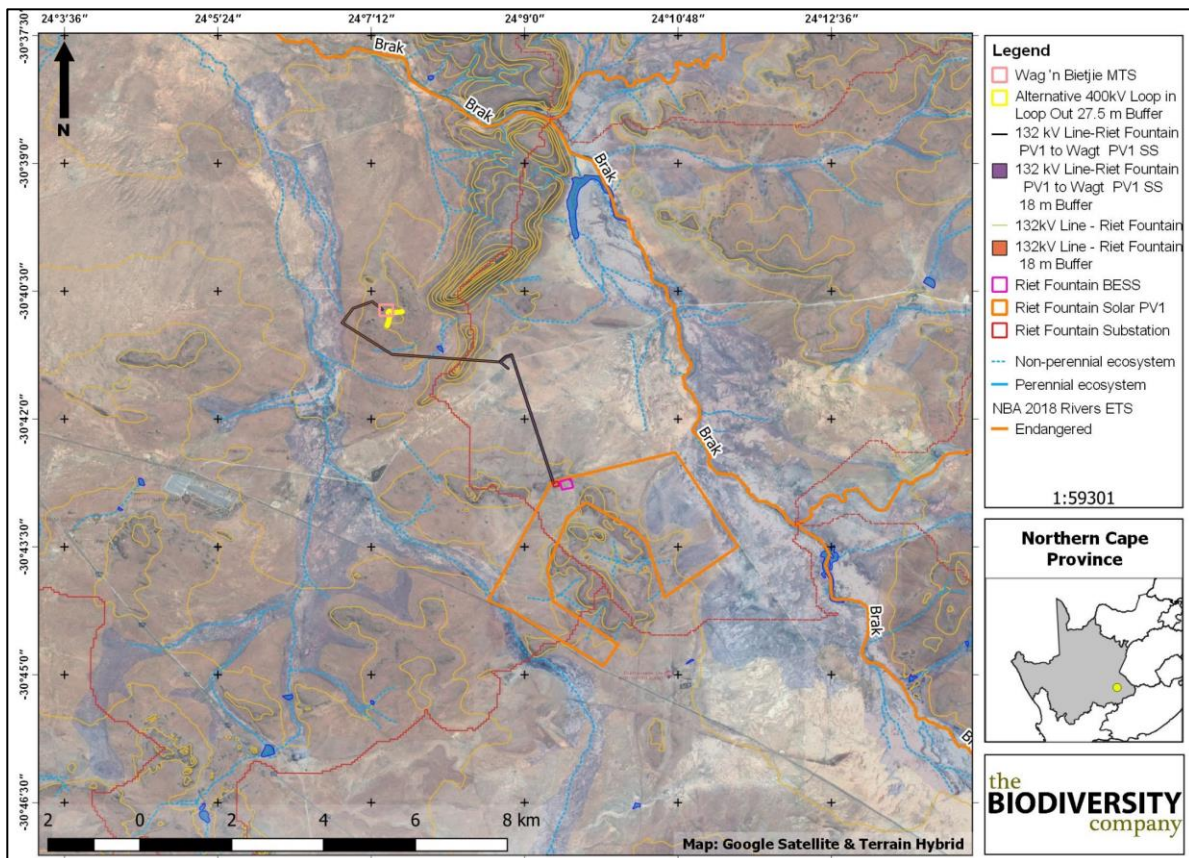 24°3'36" 24°5'24" 24°7'12" 24°9'0" 24°10'48" 24°12'36"
-30°37'30"
-30°39'0"
-30°40'30"
-30°42'0"
-30°43'30"
-30°45'0"
-30°46'30"
N
Brak
Brak
Brak
Brak
Brak
2 0 2 4 6 8 km
Map: Google Satellite & Terrain Hybrid
Legend
Wag 'n Bietjie MTS
Alternative 400kV Loop in
Loop Out 27.5 m Buffer
132 kV Line-Riet Fountain
PV1 to Wagt PV1 SS
132 kV Line-Riet Fountain
PV1 to Wagt PV1 SS
18 m Buffer
132kV Line - Riet Fountain
132kV Line - Riet Fountain
18 m Buffer
Riet Fountain BESS
Riet Fountain Solar PV1
Riet Fountain Substation
Non-perennial ecosystem
Perennial ecosystem
NBA 2018 Rivers ETS
Endangered
1:59301
Northern Cape
Province
the
BIODIVERSITY
company